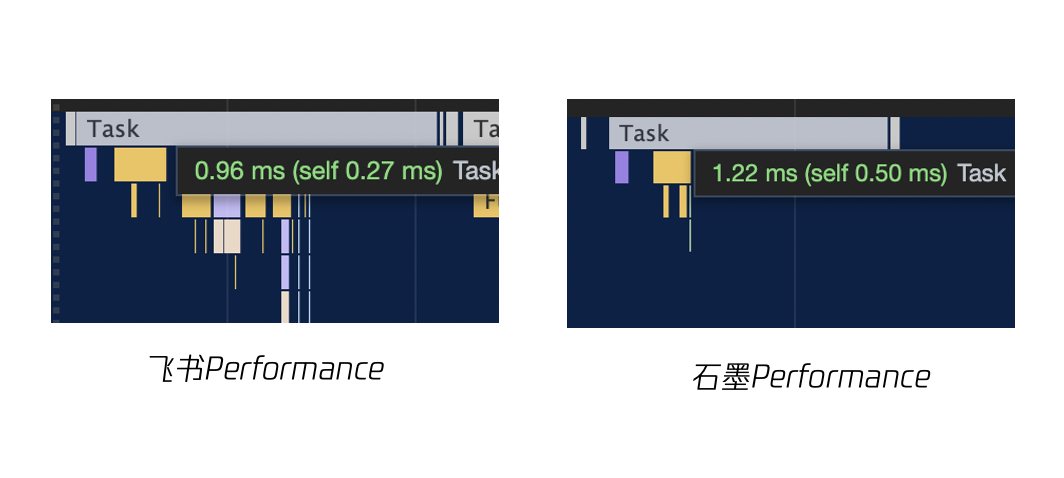 Task
Ta
0.96 ms (self 0.27 ms) Task
F
飞书Performance
Task
1.22 ms (self 0.50 ms) Task
石墨Performance